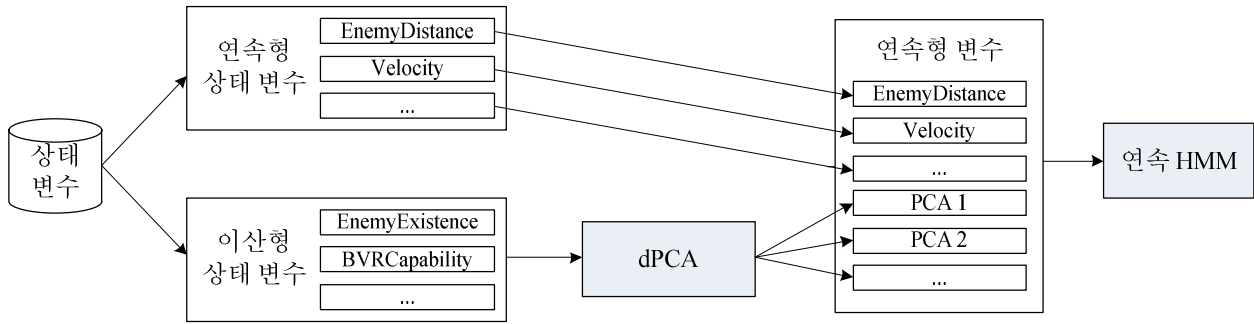 상태
변수
연속형
상태 변수
EnemyDistance
Velocity
...
이산형
상태 변수
EnemyExistence
BVRCapability
...
dPCA
연속형 변수
EnemyDistance
Velocity
...
PCA 1
PCA 2
...
연속 HMM